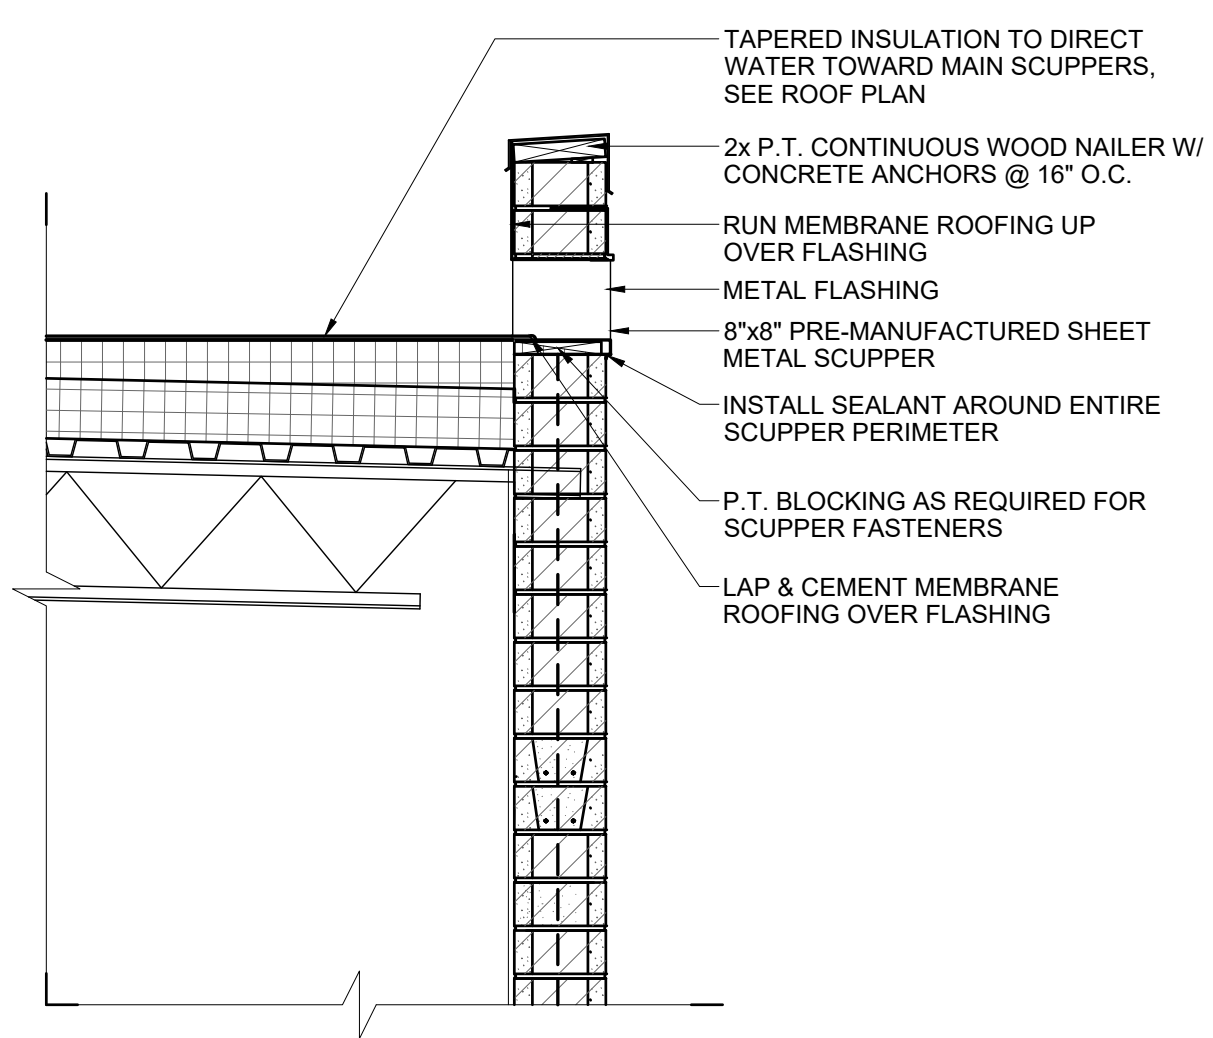 TAPERED INSULATION TO DIRECT
WATER TOWARD MAIN SCUPPERS,
SEE ROOF PLAN
2x P.T. CONTINUOUS WOOD NAILER W/
CONCRETE ANCHORS @ 16" O.C.
RUN MEMBRANE ROOFING UP
OVER FLASHING
METAL FLASHING
8"x8" PRE-MANUFACTURED SHEET
METAL SCUPPER
INSTALL SEALANT AROUND ENTIRE
SCUPPER PERIMETER
P.T. BLOCKING AS REQUIRED FOR
SCUPPER FASTENERS
LAP & CEMENT MEMBRANE
ROOFING OVER FLASHING